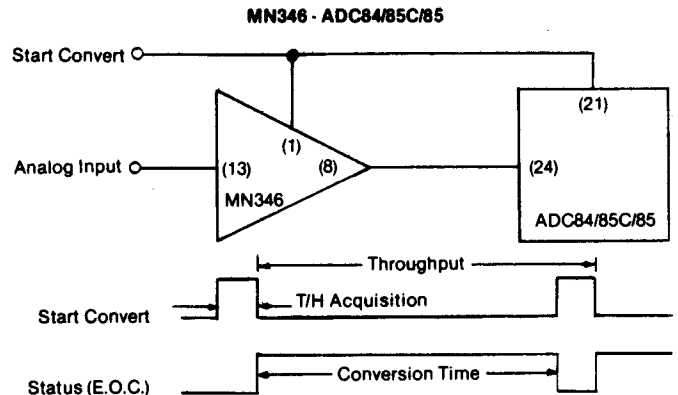 MN346 - ADC84/85C/85
Start Convert
(21)
(1)
Analog Input
(13)
(8)
(24)
MN346
ADC84/85C/85
Throughput
T/H Acquisition
Start Convert
Conversion Time
Status (E.O.C.)